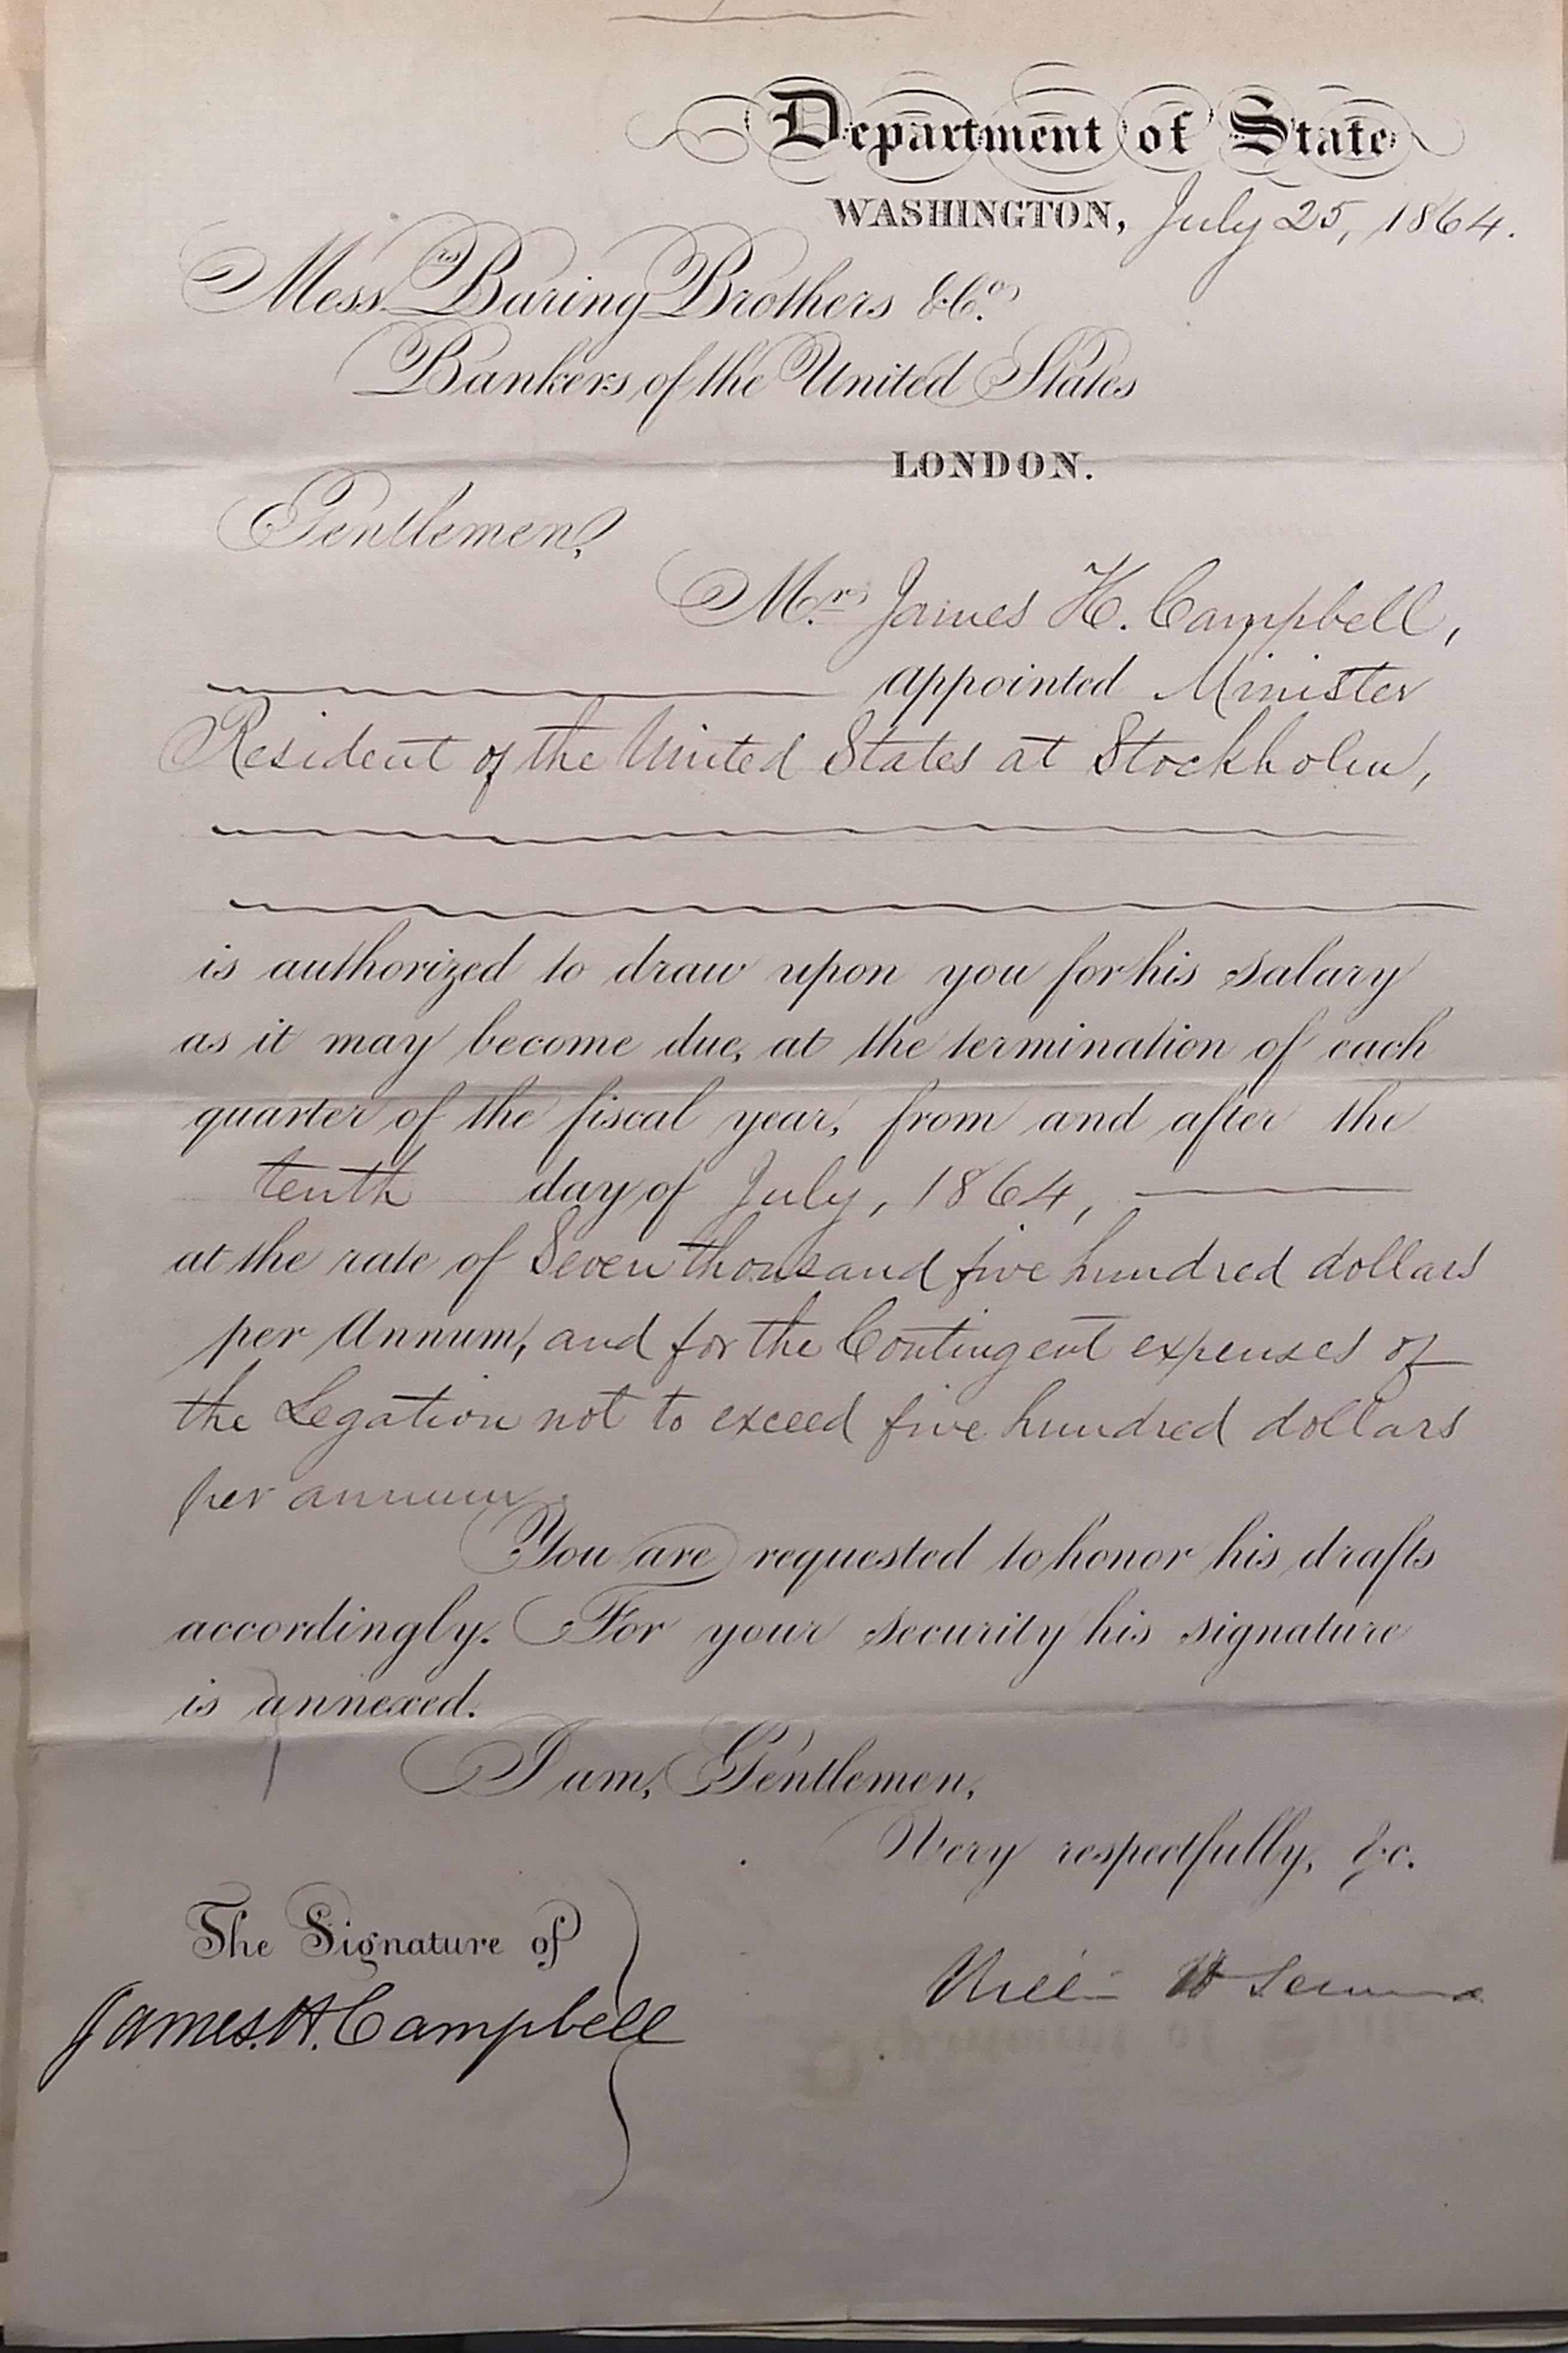 Department of State
WASHINGTON, July 25, 1864.
Mess.rs Baring Brothers & Co.
Bankers of the United States
LONDON.
Gentlemen,
Mr. James H. Campbell,
appointed Minister
Resident of the United States at Stockholm,
is authorized to draw upon you for his salary
as it may become due, at the termination of each
quarter of the fiscal year, from and after the
tenth day of July, 1864,
at the rate of Seven thousand five hundred dollars
per Annum, and for the Contingent expenses of
the Legation not to exceed five hundred dollars
per annum.
You are requested to honor his drafts
accordingly. For your security his signature
is annexed.
I am, Gentlemen,
Very respectfully, &c.
The Signature of
James H. Campbell
William H Seward